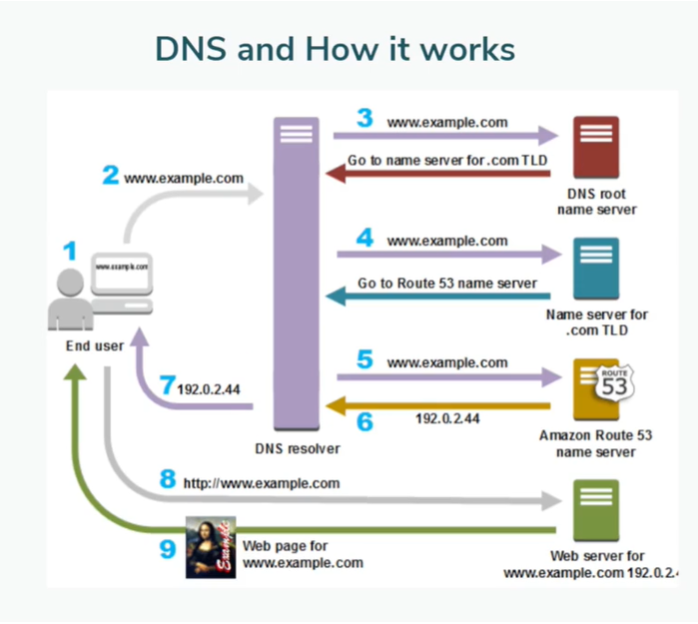 DNS and How it works
3 www.example.com
Go to name server for .com TLD
DNS root
name server
2 www.example.com
4 www.example.com
Go to Route 53 name server
Name server for
.com TLD
1
www.example.com
End user
5 www.example.com
ROUTE
53
6 192.0.2.44
Amazon Route 53
name server
7 192.0.2.44
DNS resolver
8 http://www.example.com
9
Example
Web page for
www.example.com
Web server for
www.example.com 192.0.2.4